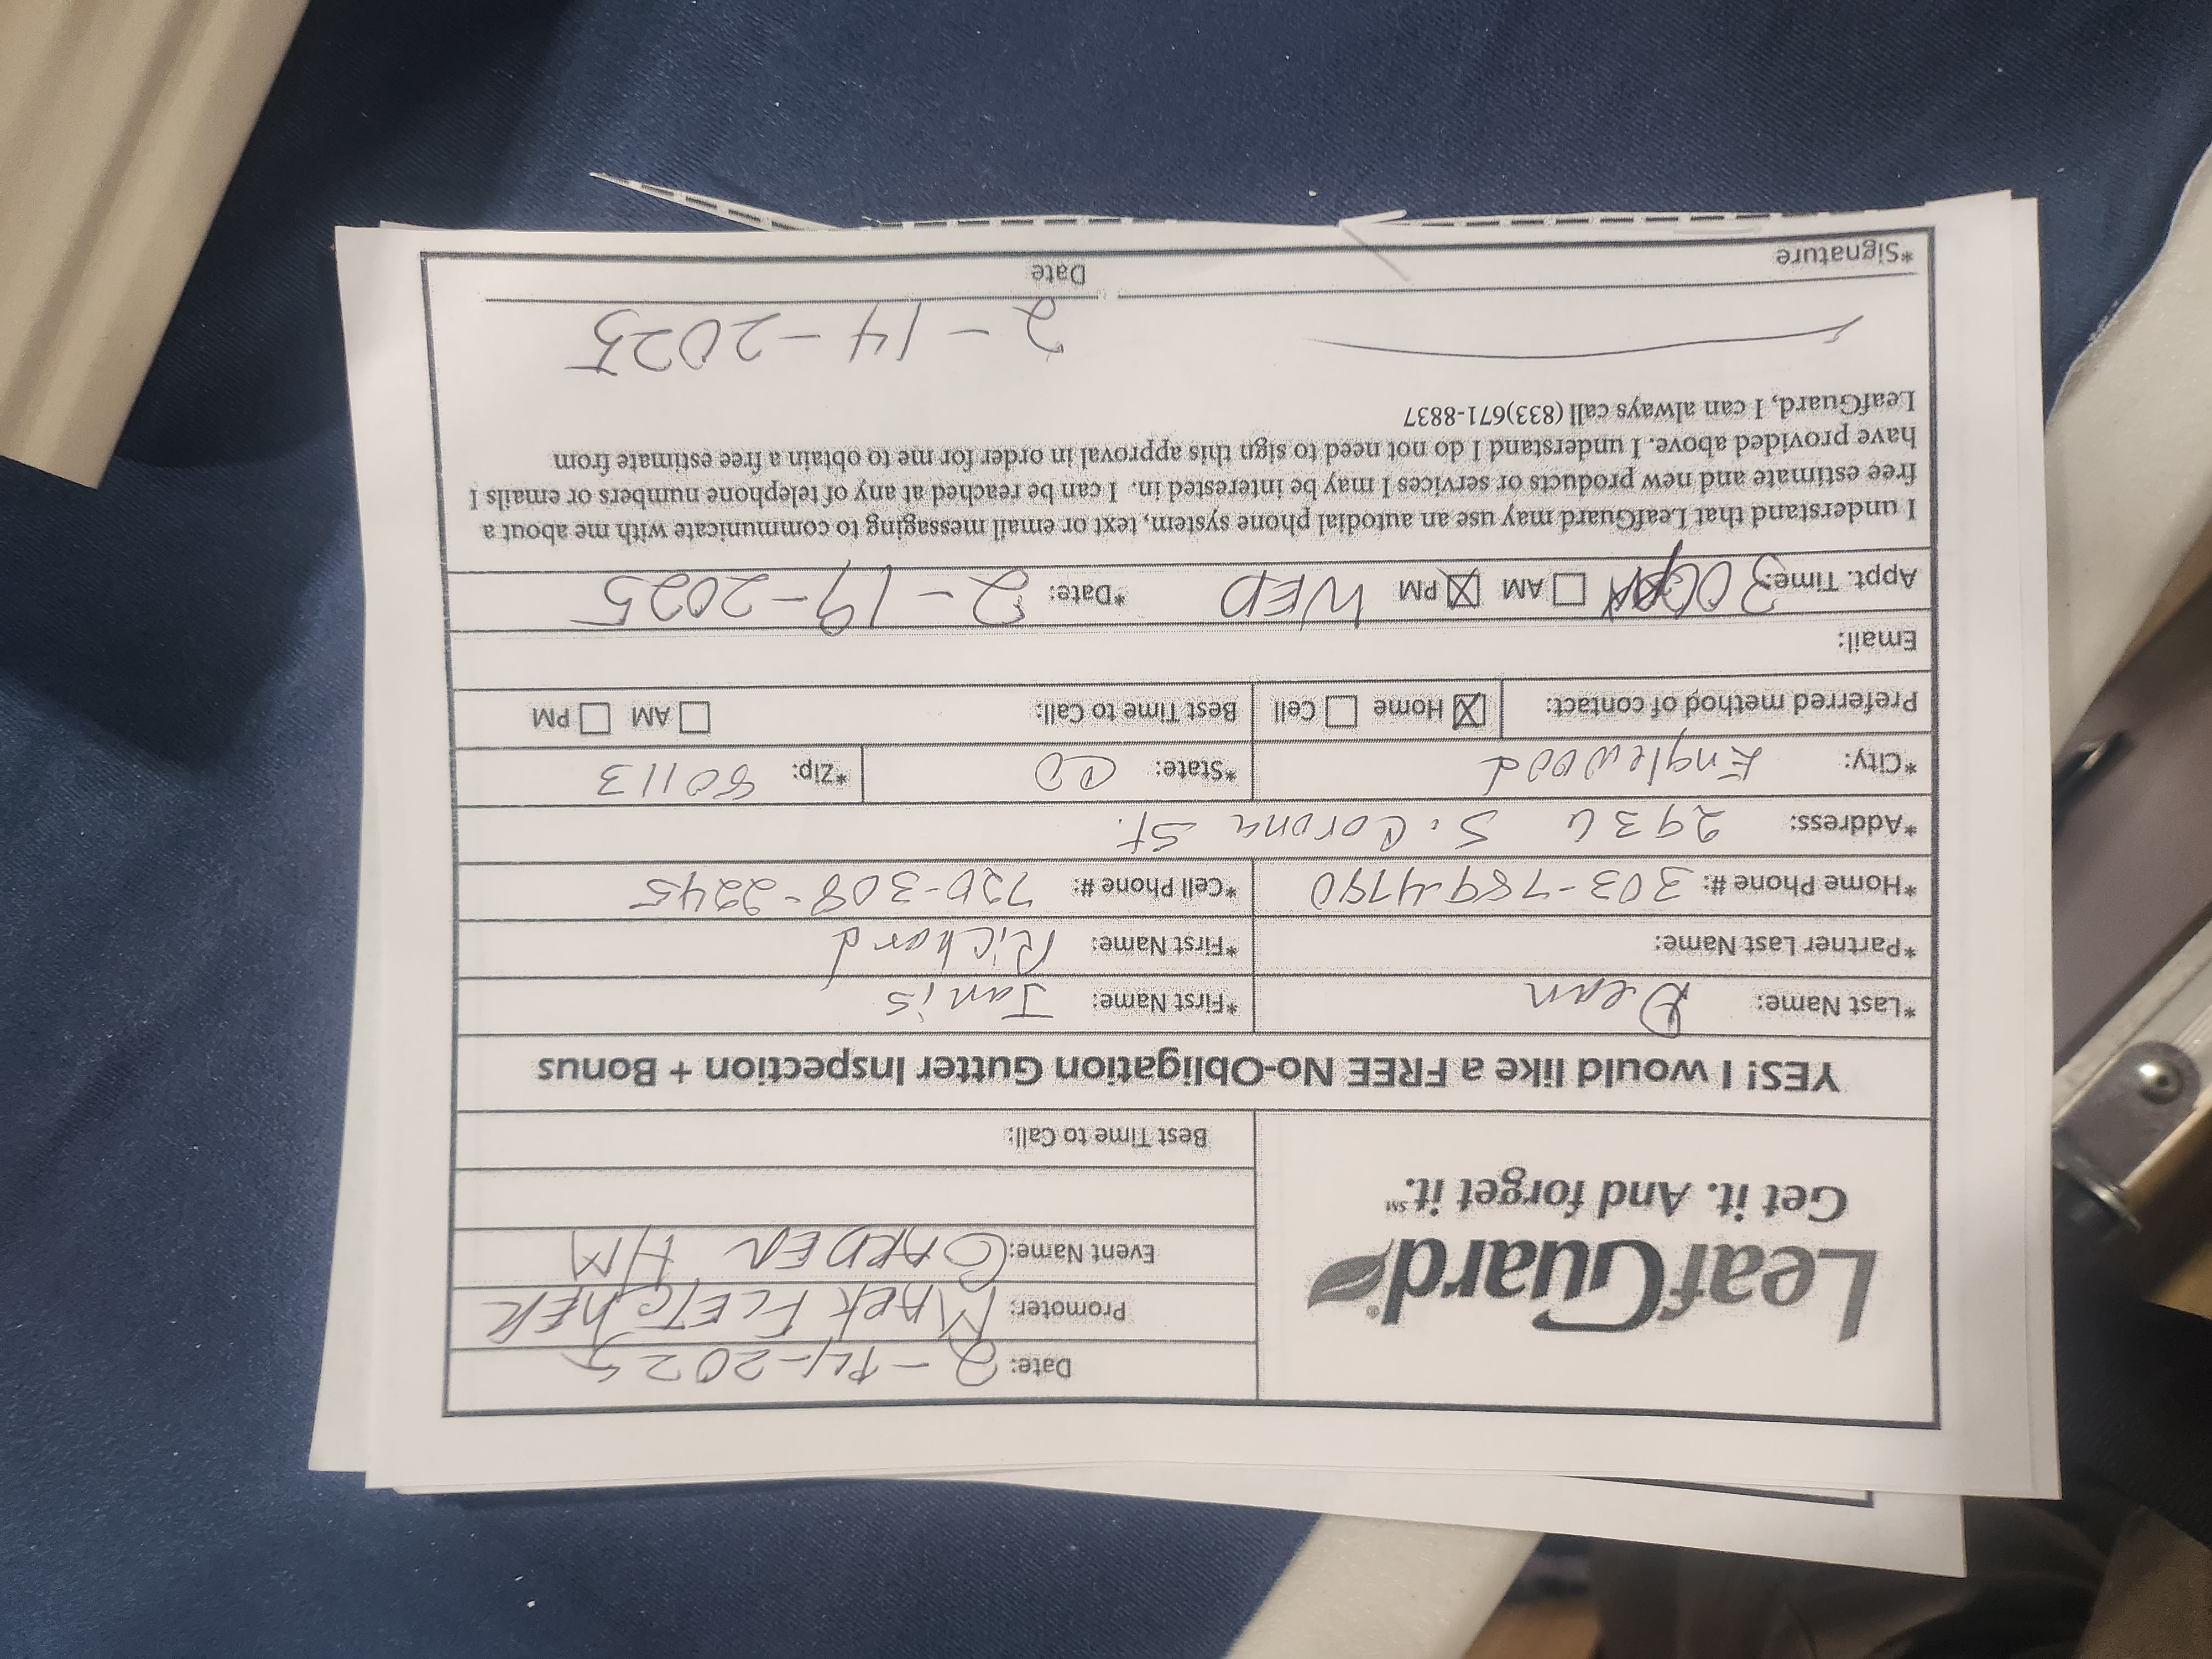 LeafGuard®
Get it. And forget it.℠
Date: 2-14-2025
Promoter: MARK FLETCHER
Event Name: GARDEN HM
Best Time to Call:
YES! I would like a FREE No-Obligation Gutter Inspection + Bonus
*Last Name: Dean *First Name: Janis
*Partner Last Name: *First Name: Richard
*Home Phone #: 303-789-4790 *Cell Phone #: 720-308-2245
*Address: 2936 S. Corona St.
*City: Englewood *State: CO *Zip: 80113
Preferred method of contact: ☒ Home ☐ Cell Best Time to Call: ☐ AM ☐ PM
Email:
Appt. Time: ☐ AM ☒ PM WED *Date: 2-19-2025
I understand that LeafGuard may use an autodial phone system, text or email messaging to communicate with me about a
free estimate and new products or services I may be interested in. I can be reached at any of telephone numbers or emails I
have provided above. I understand I do not need to sign this approval in order for me to obtain a free estimate from
LeafGuard, I can always call (833)671-8837
2-14-2025
*Signature Date